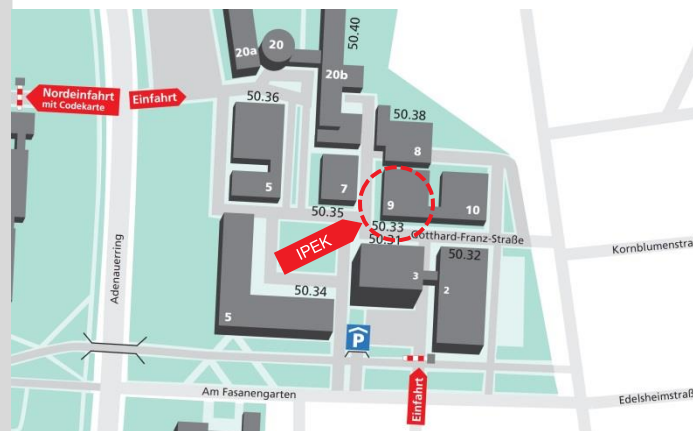 50.40
20
20a
20b
Nordeinfahrt
mit Codekarte
Einfahrt
50.36
50.38
8
5
7
9
10
50.35
50.33
50.31
Gotthard-Franz-Straße
Kornblumenstra
IPEK
50.32
3
2
50.34
5
Adenauerring
P
Am Fasanengarten
Einfahrt
Edelsheimstraß